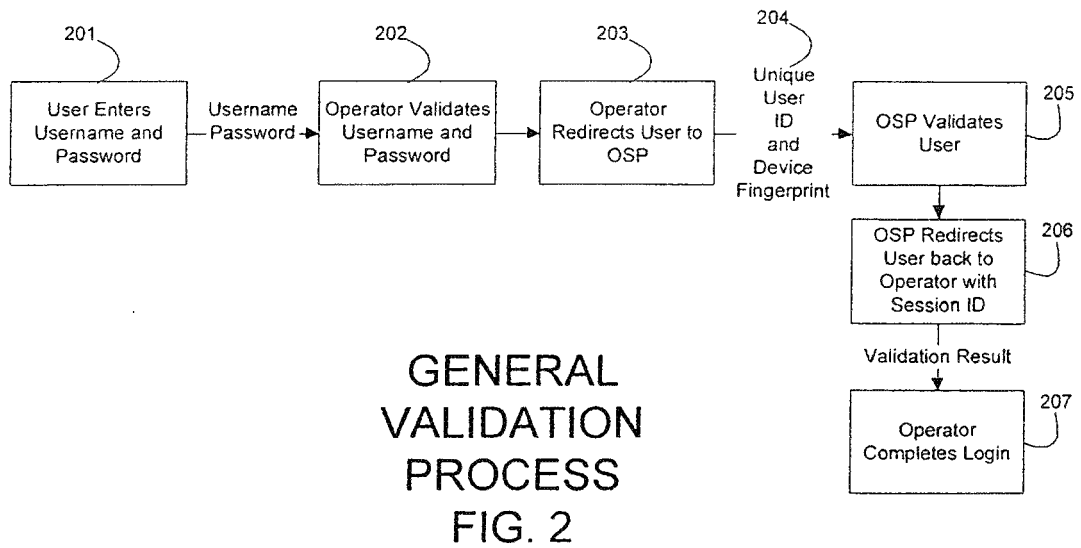 201
202
203
204
User Enters
Username and
Password
Username
Password
Operator Validates
Username and
Password
Operator
Redirects User to
OSP
Unique
User
ID
and
Device
Fingerprint
OSP Validates
User
205
OSP Redirects
User back to
Operator with
Session ID
206
Validation Result
Operator
Completes Login
207
GENERAL
VALIDATION
PROCESS
FIG. 2